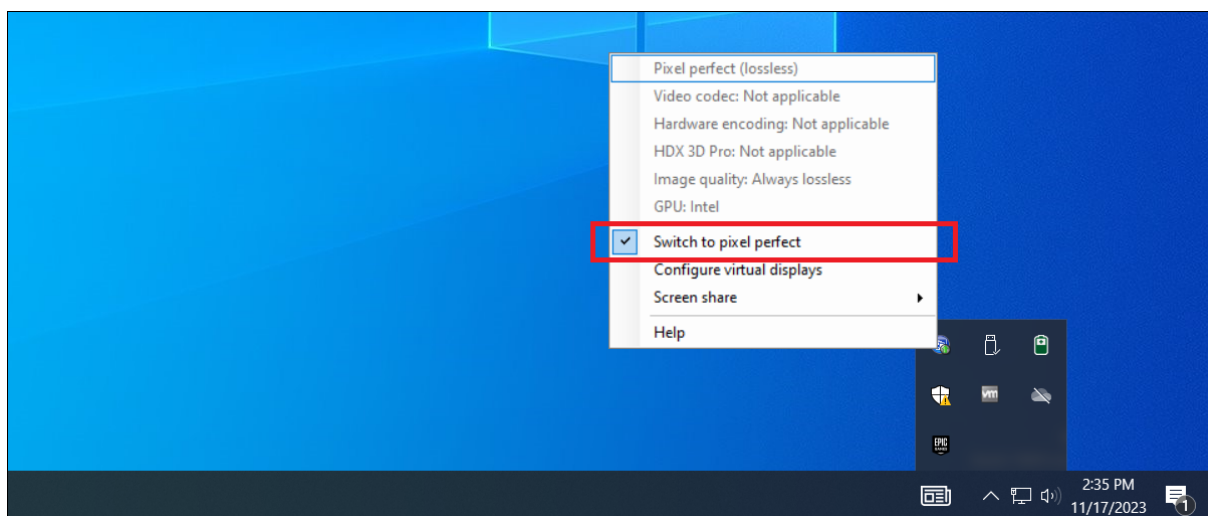 Pixel perfect (lossless)
Video codec: Not applicable
Hardware encoding: Not applicable
HDX 3D Pro: Not applicable
Image quality: Always lossless
GPU: Intel
Switch to pixel perfect
Configure virtual displays
Screen share
Help
vm
EPIC
GAMES
2:35 PM
11/17/2023
1